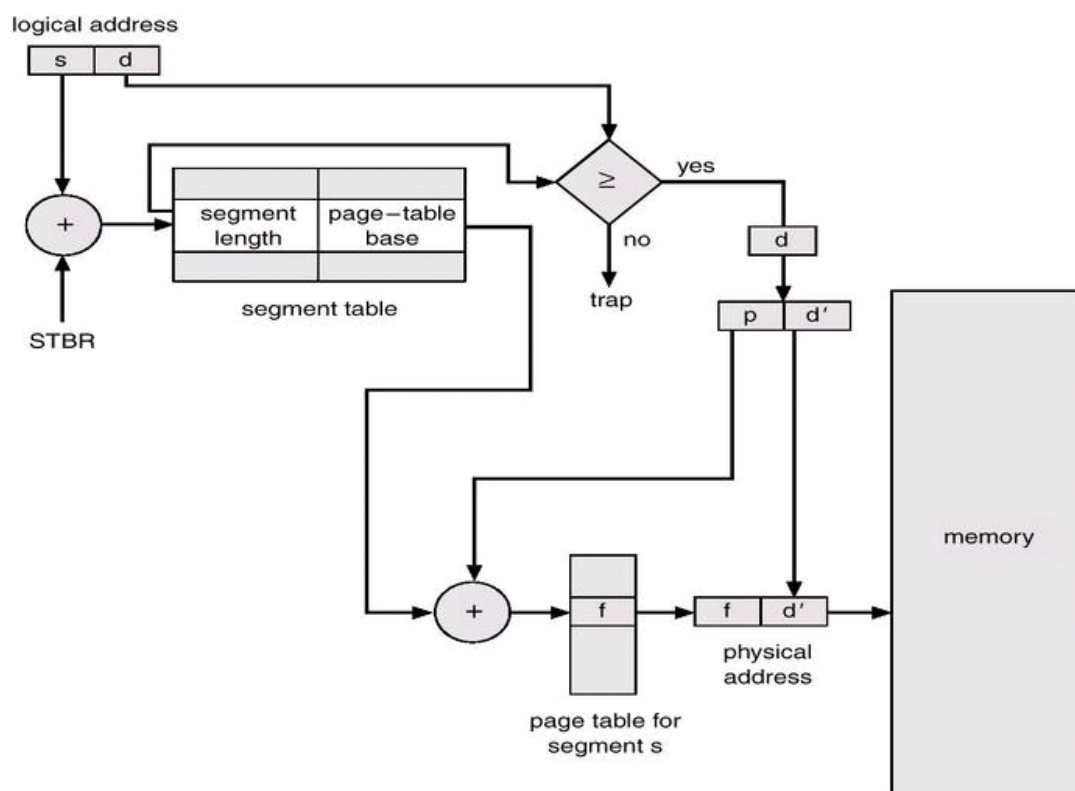 logical address
s d
yes
≥
segment length
page–table base
+
d
no
segment table
trap
p d′
STBR
memory
+
f
f d′
physical address
page table for segment s